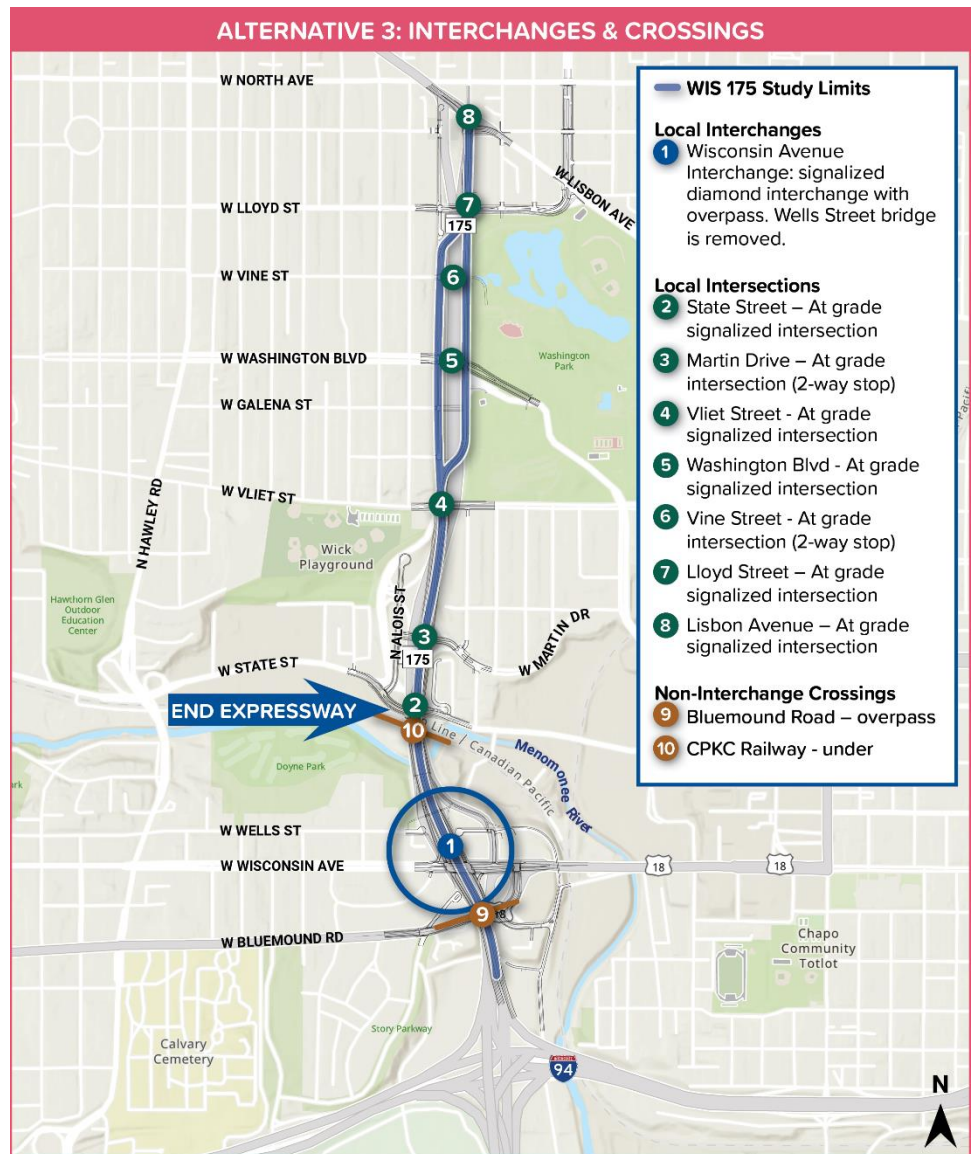 ALTERNATIVE 3: INTERCHANGES & CROSSINGS
W NORTH AVE
8
W LISBON AVE
W LLOYD ST
7
175
W VINE ST
6
W WASHINGTON BLVD
5
Washington
Park
W GALENA ST
N HAWLEY RD
W VLIET ST
4
Wick
Playground
Hawthorn Glen
Outdoor
Education
Center
N ALOIS ST
3
175
W MARTIN DR
W STATE ST
END EXPRESSWAY
2
10
Line / Canadian Pacific
Menomonee River
Doyne Park
W WELLS ST
1
W WISCONSIN AVE
18
18
9
W BLUEMOUND RD
Chapo
Community
Totlot
Story Parkway
Calvary
Cemetery
94
N
WIS 175 Study Limits
Local Interchanges
1 Wisconsin Avenue
Interchange: signalized
diamond interchange with
overpass. Wells Street bridge
is removed.
Local Intersections
2 State Street – At grade
signalized intersection
3 Martin Drive – At grade
intersection (2-way stop)
4 Vliet Street - At grade
signalized intersection
5 Washington Blvd - At grade
signalized intersection
6 Vine Street - At grade
intersection (2-way stop)
7 Lloyd Street – At grade
signalized intersection
8 Lisbon Avenue – At grade
signalized intersection
Non-Interchange Crossings
9 Bluemound Road – overpass
10 CPKC Railway - under